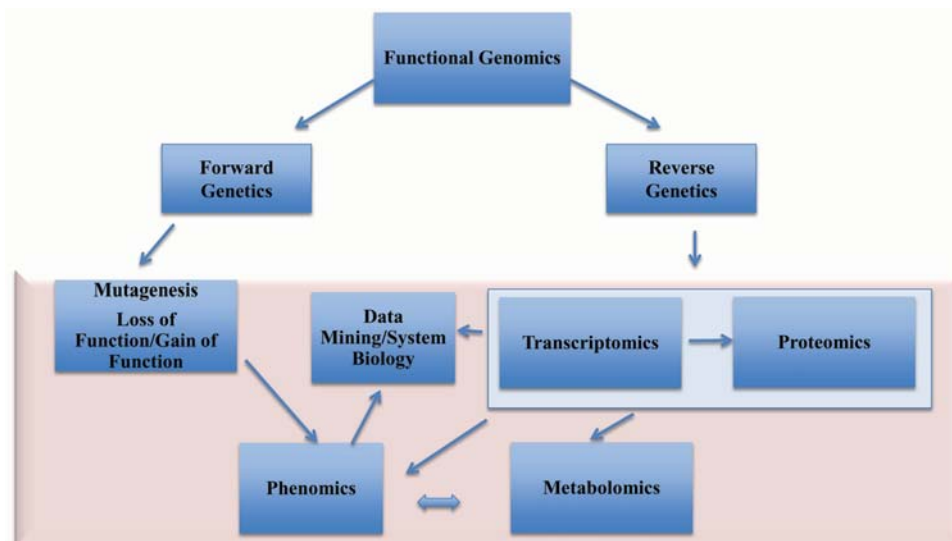 Functional Genomics
Forward
Genetics
Reverse
Genetics
Mutagenesis
Loss of
Function/Gain of
Function
Data
Mining/System
Biology
Transcriptomics
Proteomics
Phenomics
Metabolomics